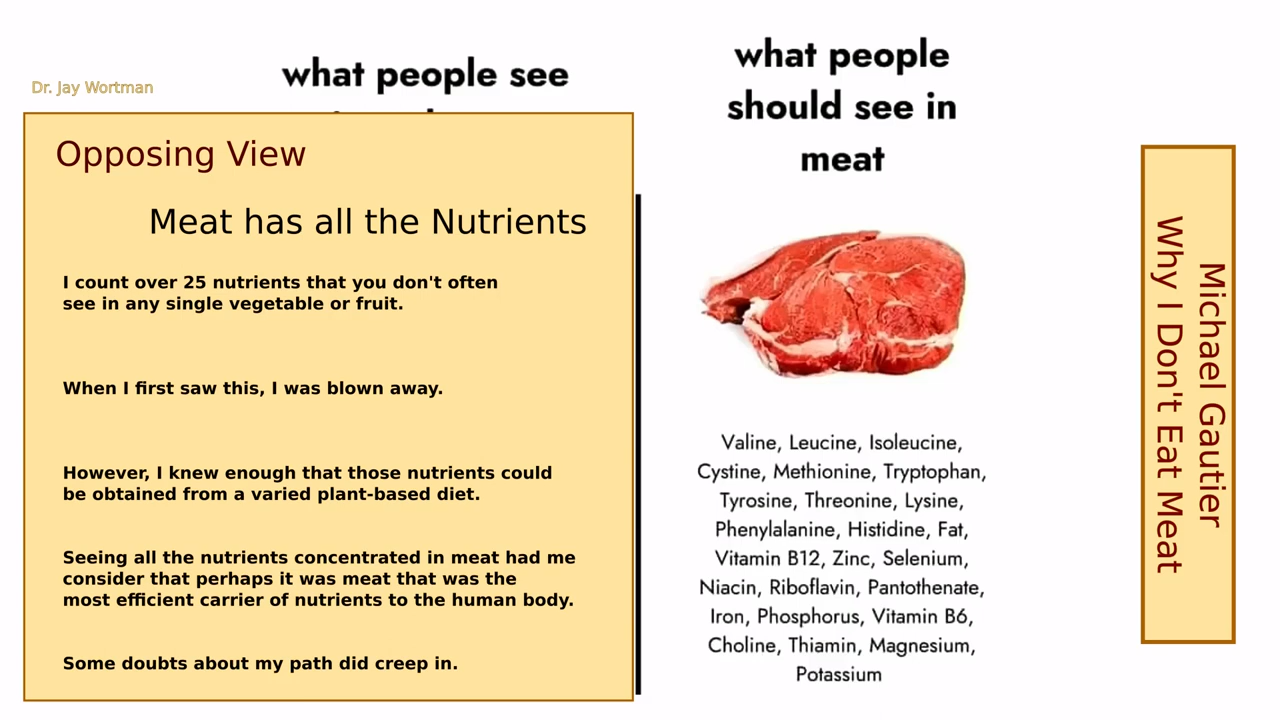 Dr. Jay Wortman
what people see
Opposing View
Meat has all the Nutrients
I count over 25 nutrients that you don't often
see in any single vegetable or fruit.
When I first saw this, I was blown away.
However, I knew enough that those nutrients could
be obtained from a varied plant-based diet.
Seeing all the nutrients concentrated in meat had me
consider that perhaps it was meat that was the
most efficient carrier of nutrients to the human body.
Some doubts about my path did creep in.
what people
should see in
meat
Valine, Leucine, Isoleucine,
Cystine, Methionine, Tryptophan,
Tyrosine, Threonine, Lysine,
Phenylalanine, Histidine, Fat,
Vitamin B12, Zinc, Selenium,
Niacin, Riboflavin, Pantothenate,
Iron, Phosphorus, Vitamin B6,
Choline, Thiamin, Magnesium,
Potassium
Michael Gautier
Why I Don't Eat Meat